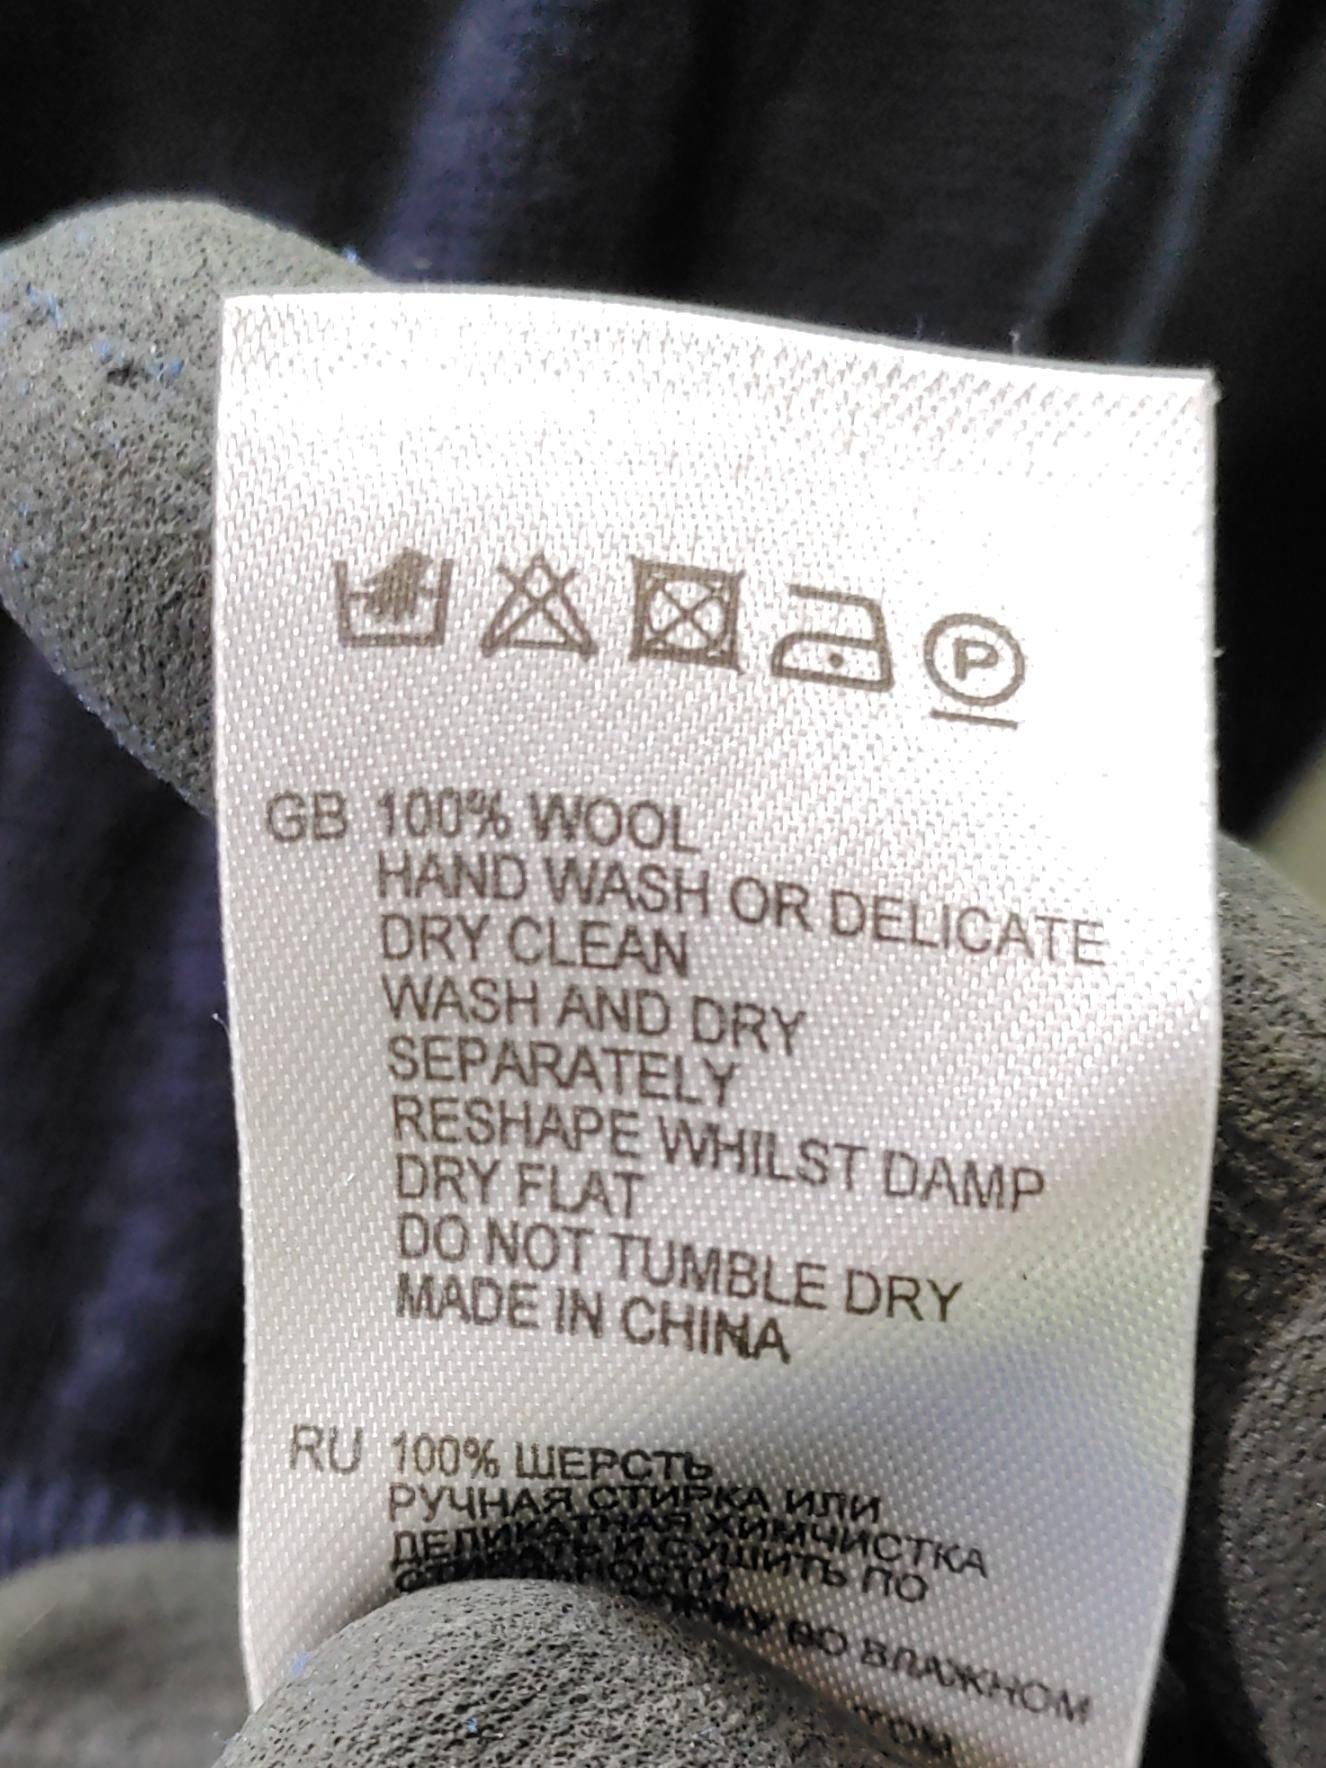 P
GB 100% WOOL
HAND WASH OR DELICATE
DRY CLEAN
WASH AND DRY
SEPARATELY
RESHAPE WHILST DAMP
DRY FLAT
DO NOT TUMBLE DRY
MADE IN CHINA
RU 100% ШЕРСТЬ
РУЧНАЯ СТИРКА ИЛИ
ДЕЛИКАТНАЯ ХИМЧИСТКА
И СУШИТЬ ПО
ВО ВЛАЖНОМ